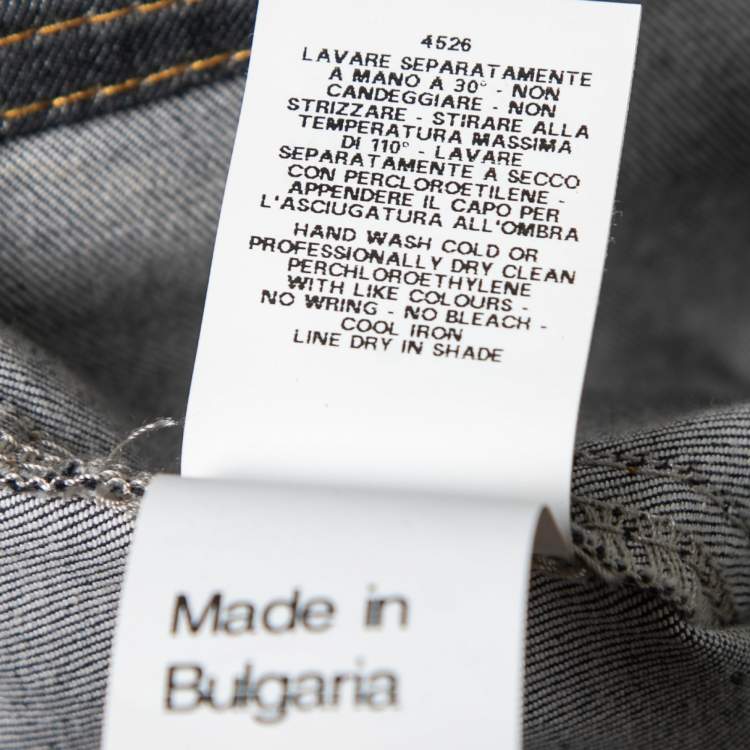 4526
LAVARE SEPARATAMENTE
A MANO A 30° - NON
CANDEGGIARE - NON
STRIZZARE - STIRARE ALLA
TEMPERATURA MASSIMA
DI 110° - LAVARE
SEPARATAMENTE A SECCO
CON PERCLOROETILENE -
APPENDERE IL CAPO PER
L'ASCIUGATURA ALL'OMBRA
HAND WASH COLD OR
PROFESSIONALLY DRY CLEAN
PERCHLOROETHYLENE
WITH LIKE COLOURS -
NO WRING - NO BLEACH -
COOL IRON
LINE DRY IN SHADE
Made in
Bulgaria